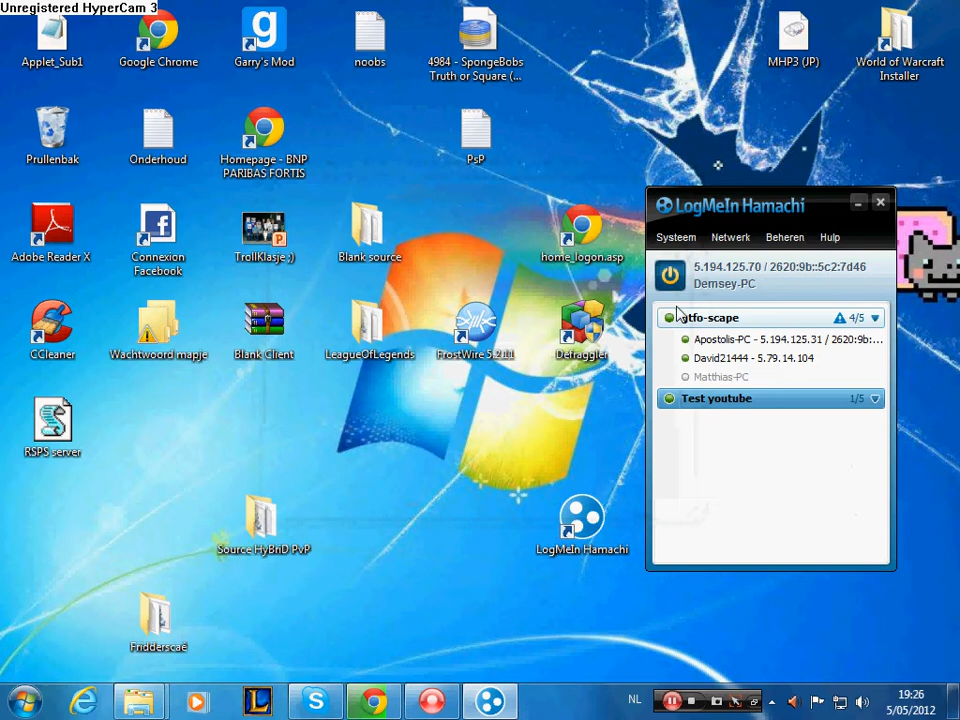 Unregistered HyperCam 3
Applet_Sub1
Google Chrome
Garry's Mod
noobs
4984 - SpongeBobs
Truth or Square (...
MHP3 (JP)
World of Warcraft
Installer
Prullenbak
Onderhoud
Homepage - BNP
PARIBAS FORTIS
PsP
Adobe Reader X
Connexion
Facebook
TrollKlasje ;)
Blank source
home_logon.asp
CCleaner
Wachtwoord mapje
Blank Client
LeagueOfLegends
FrostWire 5.2.11
Defraggler
RSPS server
Source HyBriD PvP
LogMeIn Hamachi
Fridderscaë
LogMeIn Hamachi
Systeem Netwerk Beheren Hulp
5.194.125.70 / 2620:9b::5c2:7d46
Demsey-PC
gtfo-scape 4/5
Apostolis-PC - 5.194.125.31 / 2620:9b:...
David21444 - 5.79.14.104
Matthias-PC
Test youtube 1/5
NL
19:26
5/05/2012